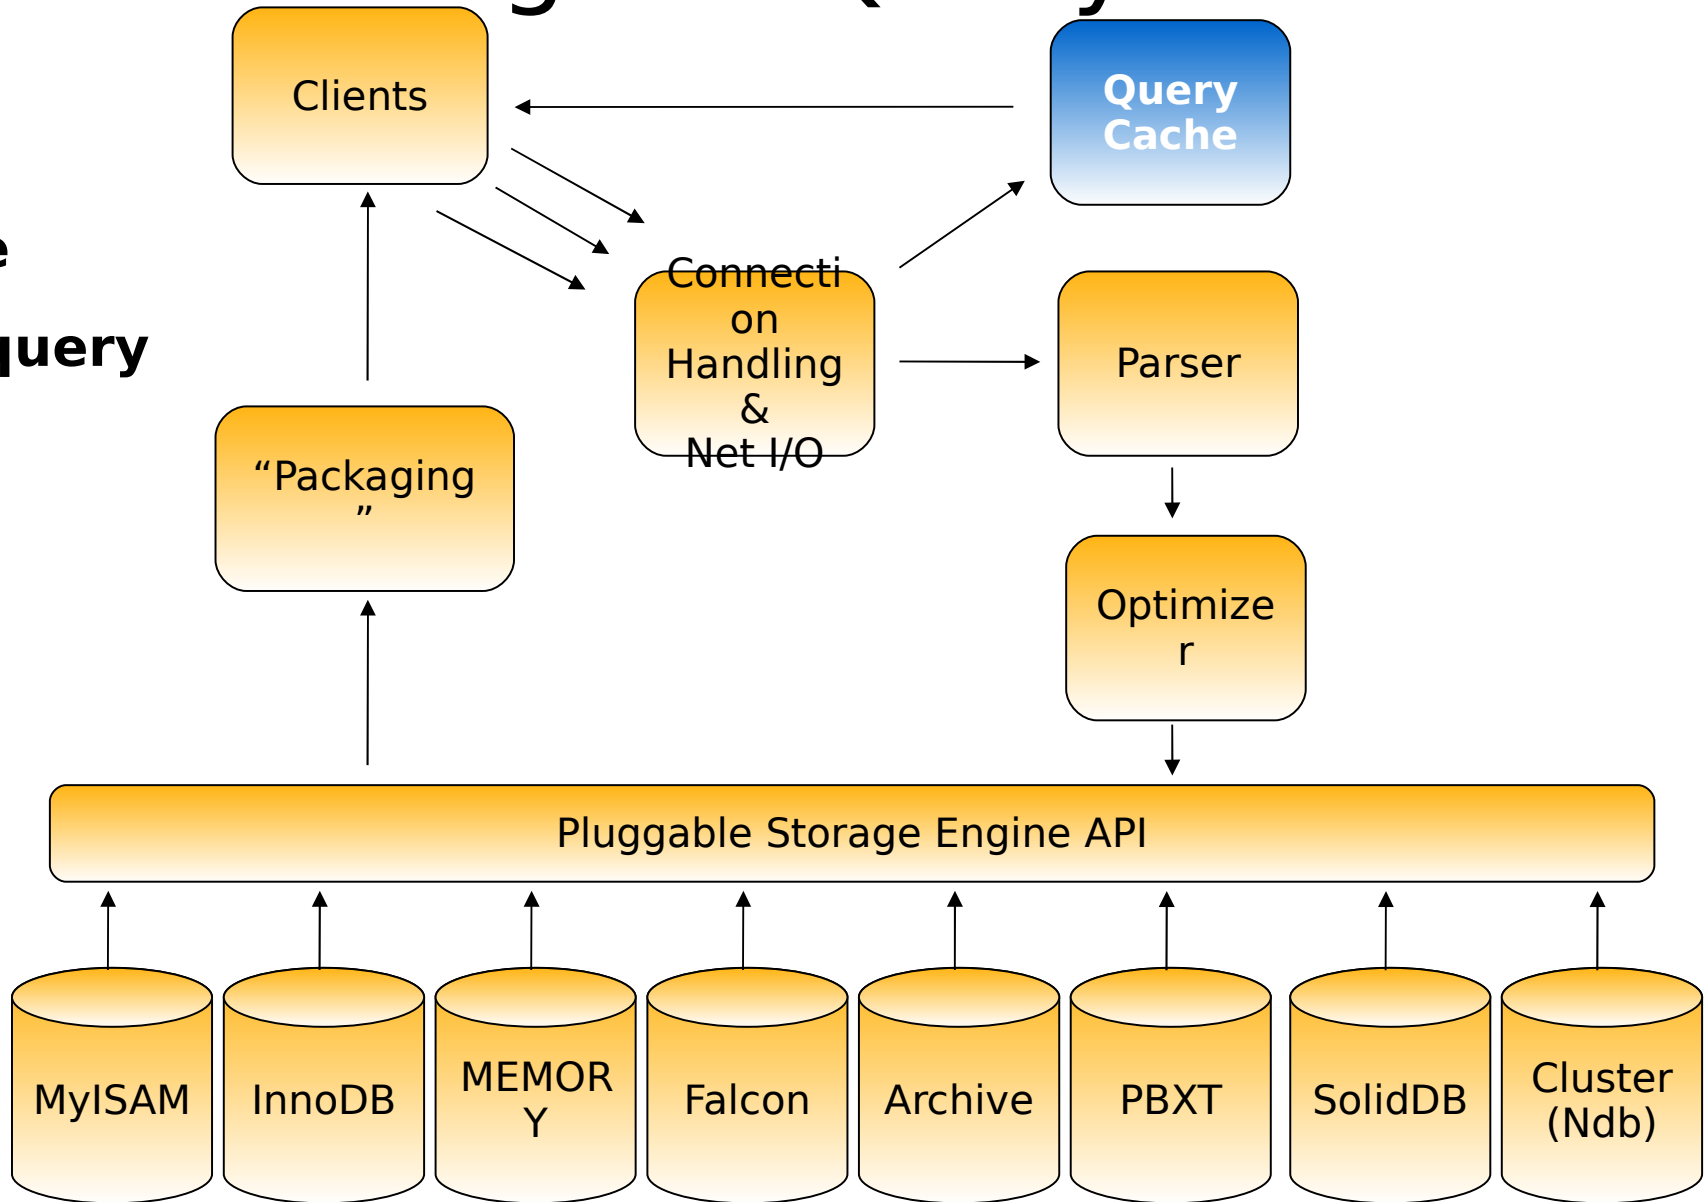 Clients
Query
Cache
query
Connecti
on
Handling
&
Net I/O
Parser
“Packaging
”
Optimize
r
Pluggable Storage Engine API
MyISAM
InnoDB
MEMOR
Y
Falcon
Archive
PBXT
SolidDB
Cluster
(Ndb)